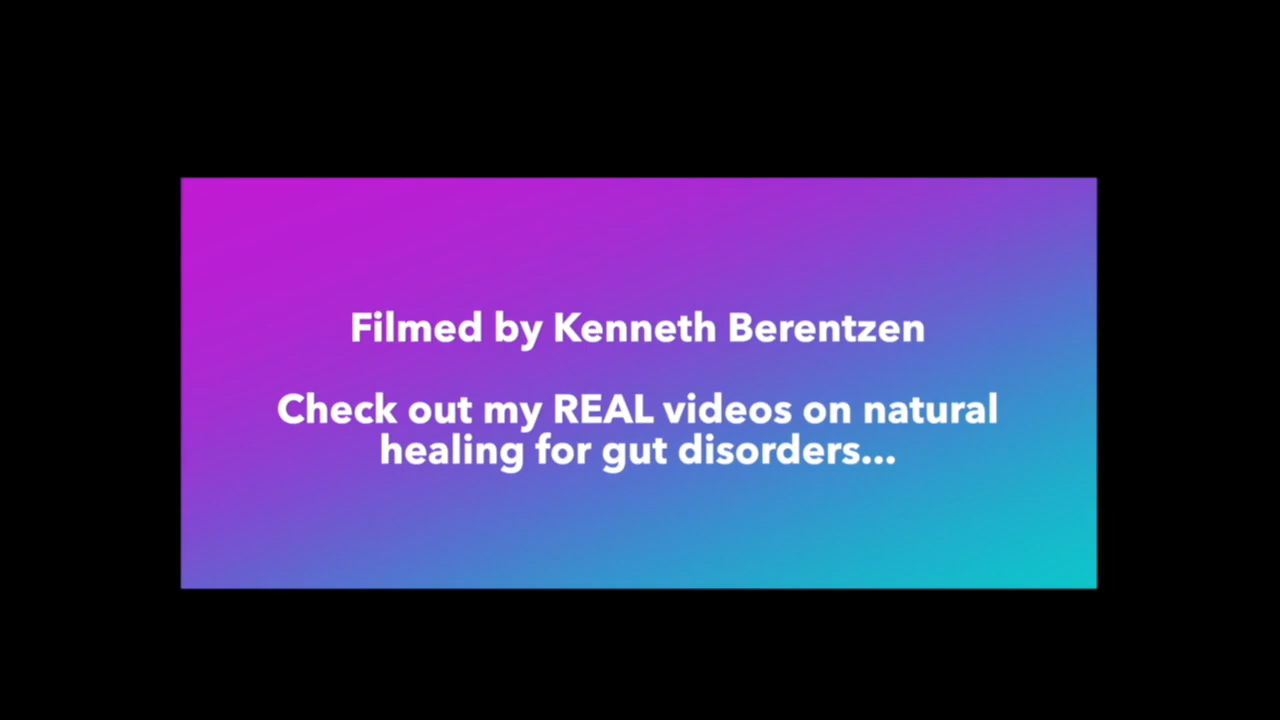 Filmed by Kenneth Berentzen
Check out my REAL videos on natural
healing for gut disorders...